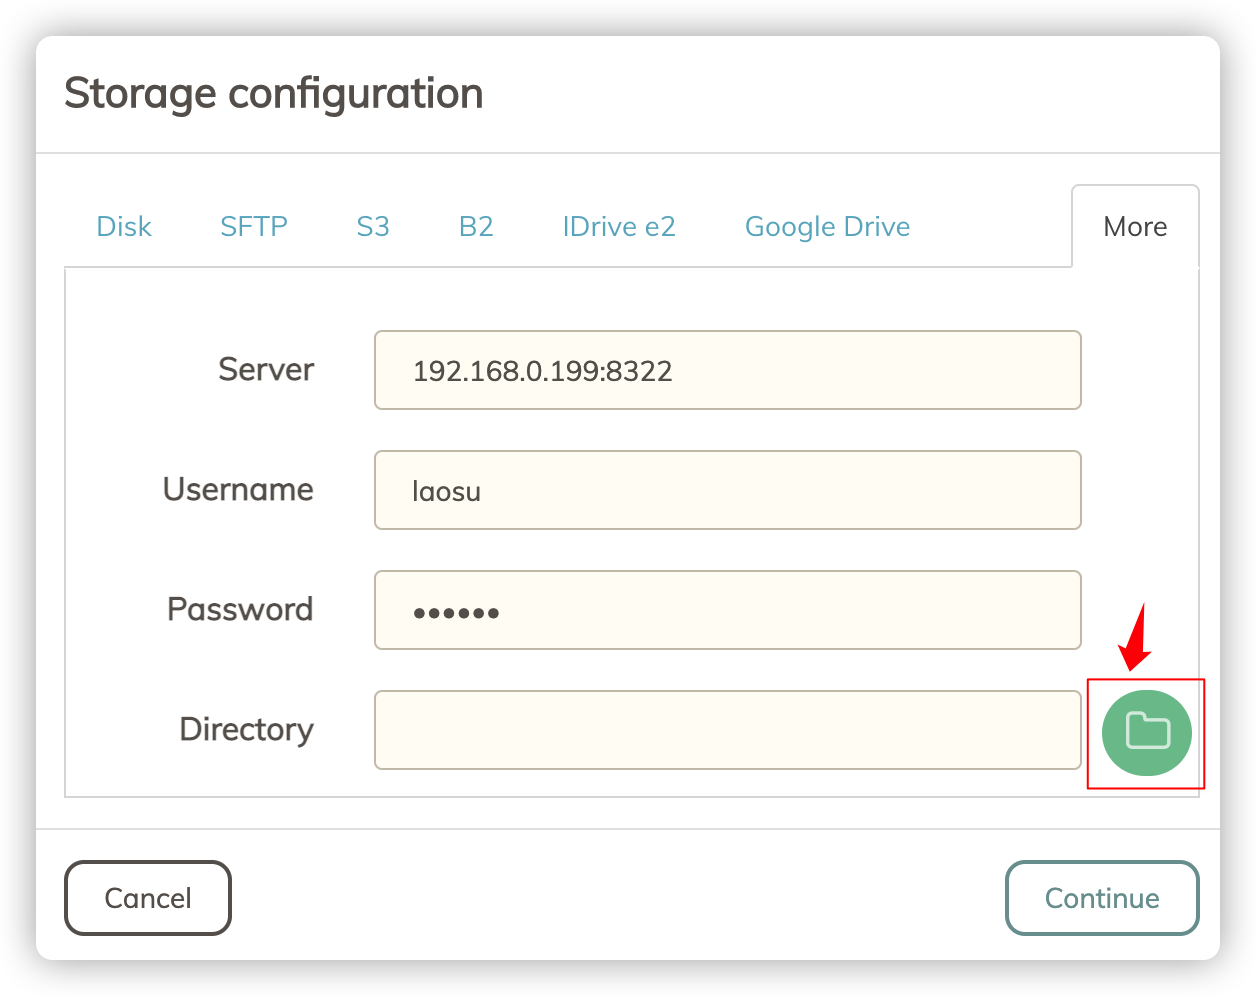 Storage configuration
Disk SFTP S3 B2 IDrive e2 Google Drive More
Server 192.168.0.199:8322
Username laosu
Password ••••••
Directory
Cancel Continue